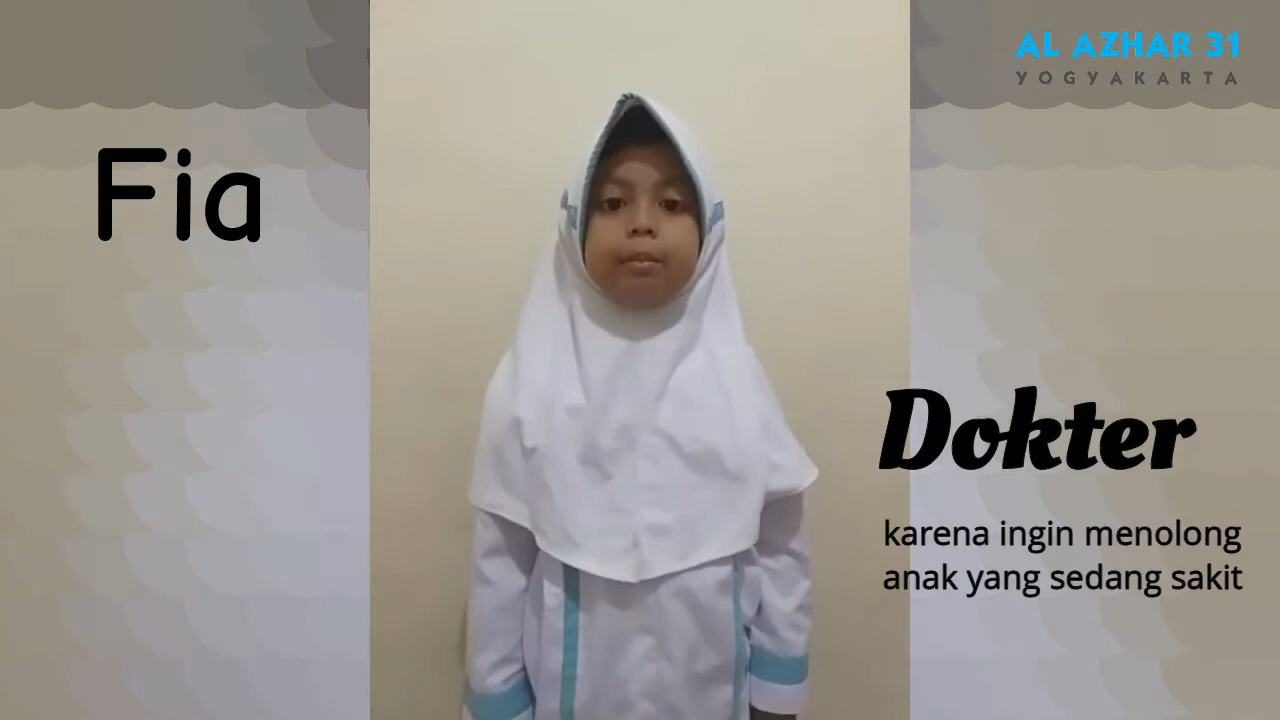 AL AZHAR 31
YOGYAKARTA
Fia
Dokter
karena ingin menolong
anak yang sedang sakit